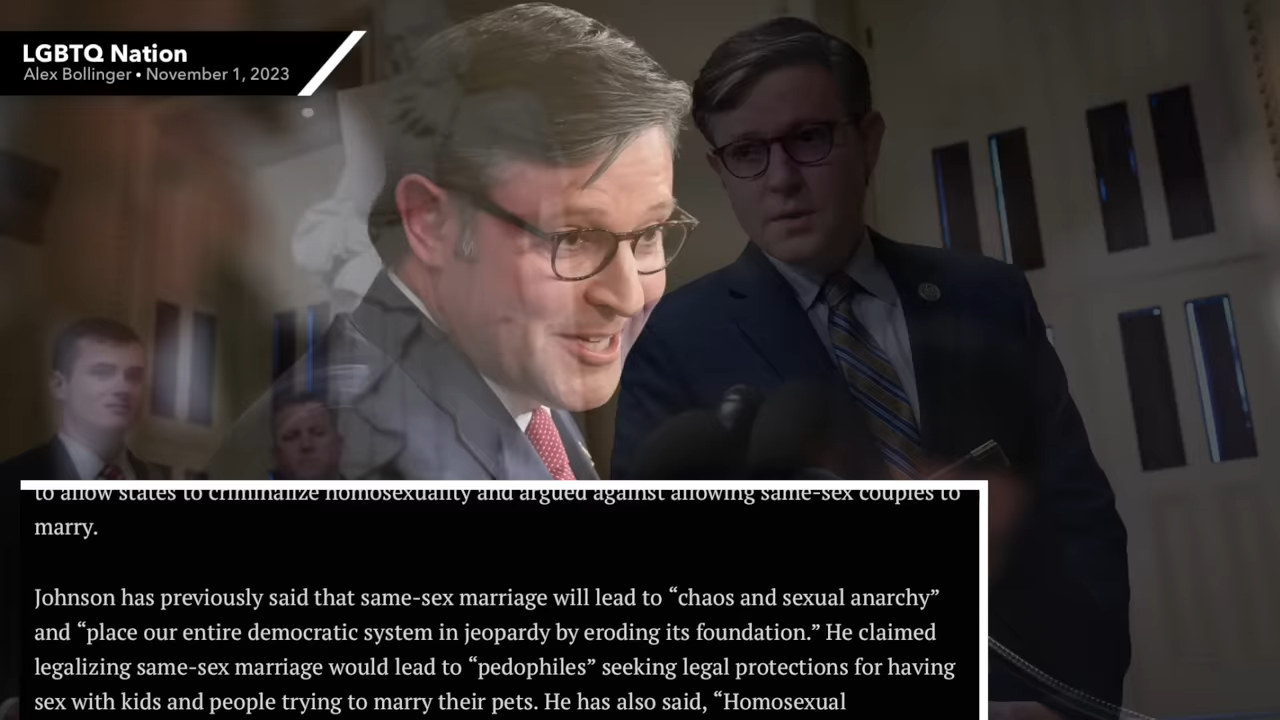 LGBTQ Nation
Alex Bollinger • November 1, 2023
to allow states to criminalize homosexuality and argued against allowing same-sex couples to
marry.
Johnson has previously said that same-sex marriage will lead to “chaos and sexual anarchy”
and “place our entire democratic system in jeopardy by eroding its foundation.” He claimed
legalizing same-sex marriage would lead to “pedophiles” seeking legal protections for having
sex with kids and people trying to marry their pets. He has also said, “Homosexual